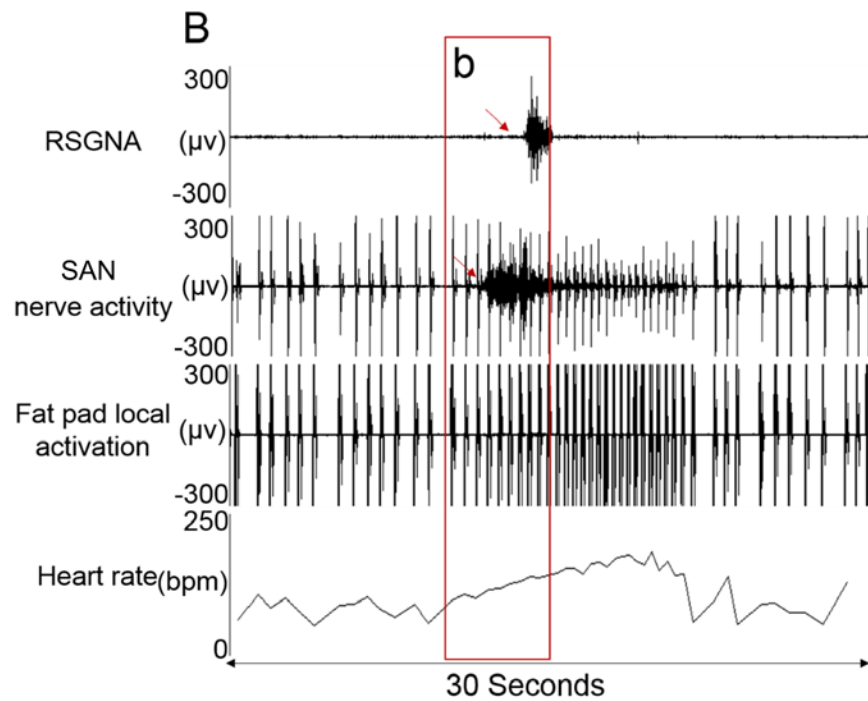 B
b
300
RSGNA (μv)
-300
300
SAN
nerve activity
(μv)
-300
300
Fat pad local
activation
(μv)
-300
250
Heart rate (bpm)
0
30 Seconds